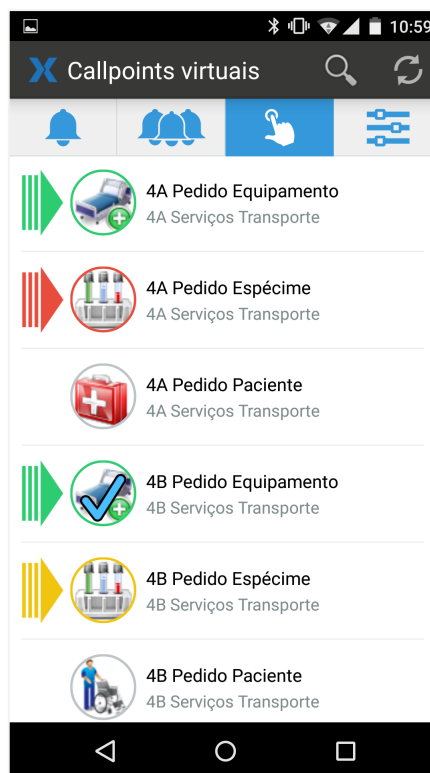 10:59
Callpoints virtuais
4A Pedido Equipamento
4A Serviços Transporte
4A Pedido Espécime
4A Serviços Transporte
4A Pedido Paciente
4A Serviços Transporte
4B Pedido Equipamento
4B Serviços Transporte
4B Pedido Espécime
4B Serviços Transporte
4B Pedido Paciente
4B Serviços Transporte